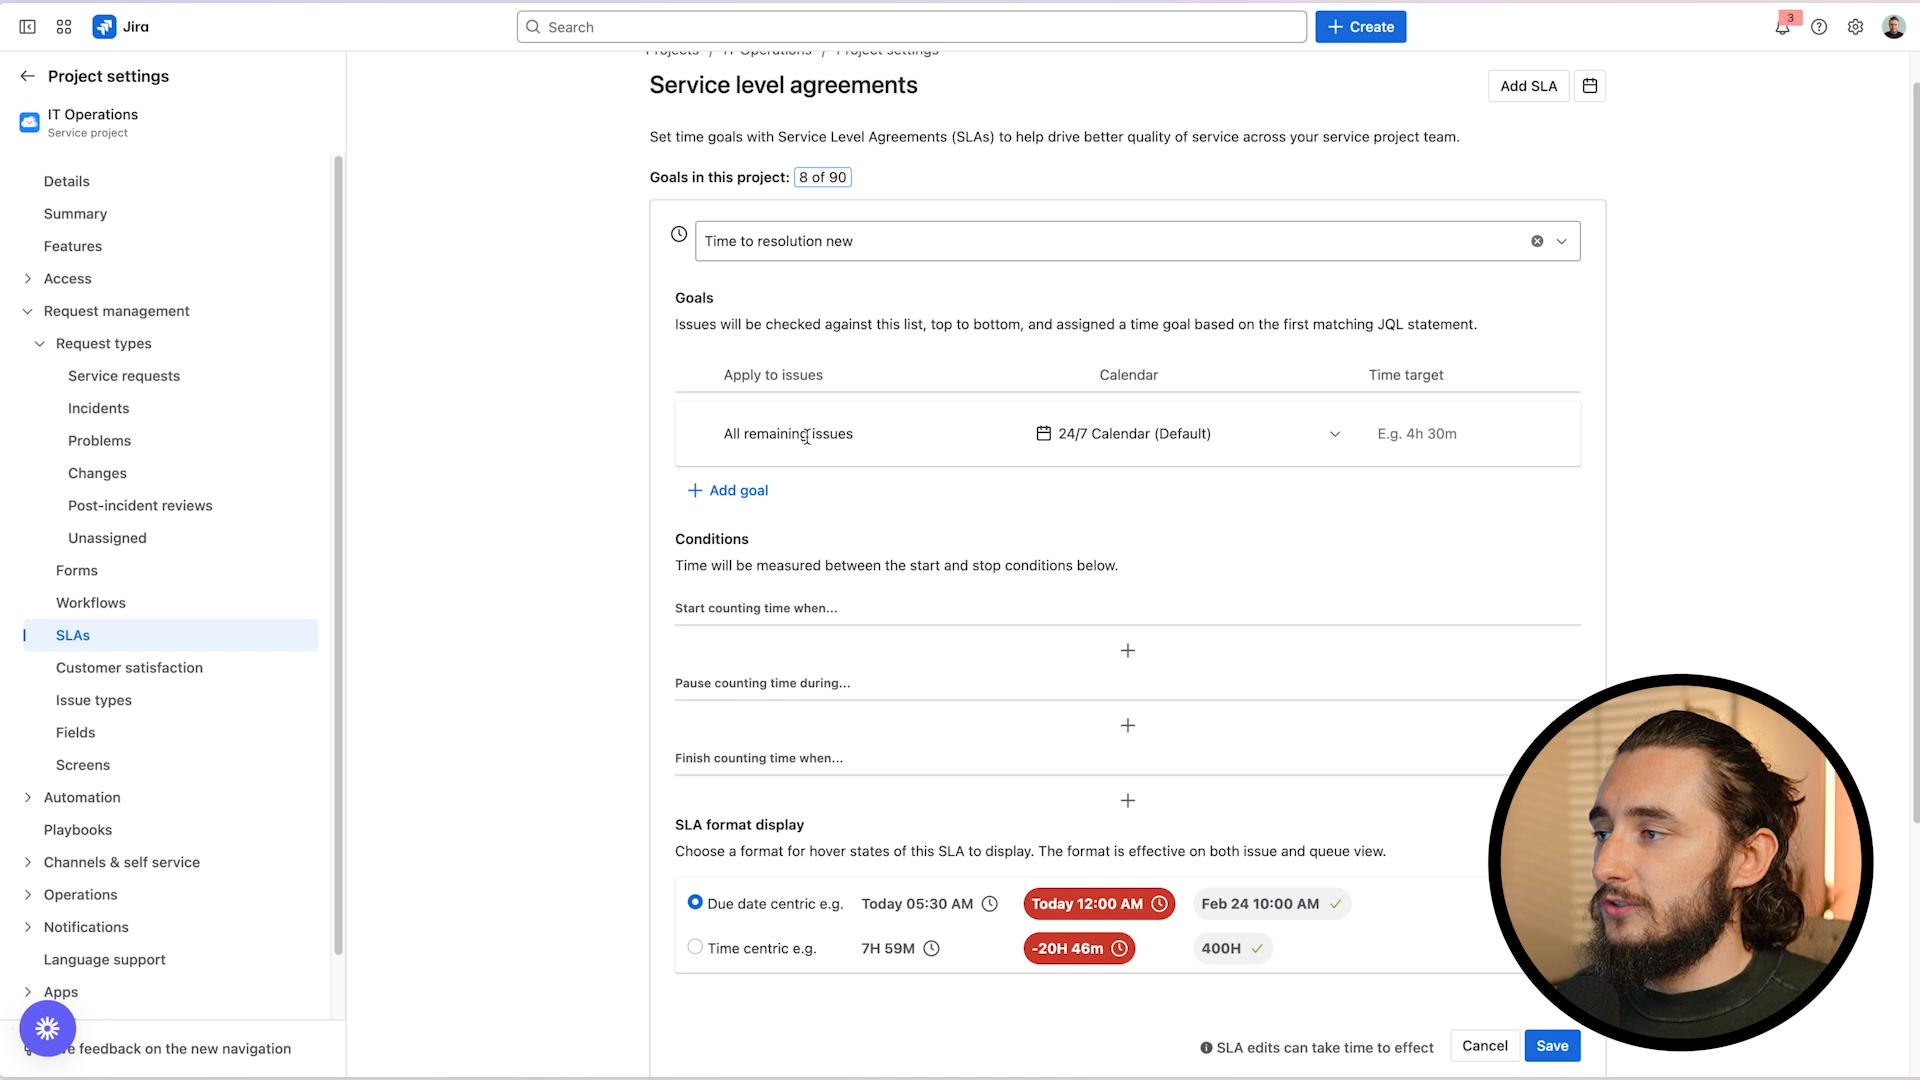 Jira
Search
Create
3
Projects / IT Operations / Project settings
Project settings
IT Operations
Service project
Details
Summary
Features
Access
Request management
Request types
Service requests
Incidents
Problems
Changes
Post-incident reviews
Unassigned
Forms
Workflows
SLAs
Customer satisfaction
Issue types
Fields
Screens
Automation
Playbooks
Channels & self service
Operations
Notifications
Language support
Apps
feedback on the new navigation
Service level agreements
Add SLA
Set time goals with Service Level Agreements (SLAs) to help drive better quality of service across your service project team.
Goals in this project: 8 of 90
Time to resolution new
Goals
Issues will be checked against this list, top to bottom, and assigned a time goal based on the first matching JQL statement.
Apply to issues Calendar Time target
All remaining issues 24/7 Calendar (Default) E.g. 4h 30m
Add goal
Conditions
Time will be measured between the start and stop conditions below.
Start counting time when...
Pause counting time during...
Finish counting time when...
SLA format display
Choose a format for hover states of this SLA to display. The format is effective on both issue and queue view.
Due date centric e.g. Today 05:30 AM Today 12:00 AM Feb 24 10:00 AM
Time centric e.g. 7H 59M -20H 46m 400H
SLA edits can take time to effect Cancel Save